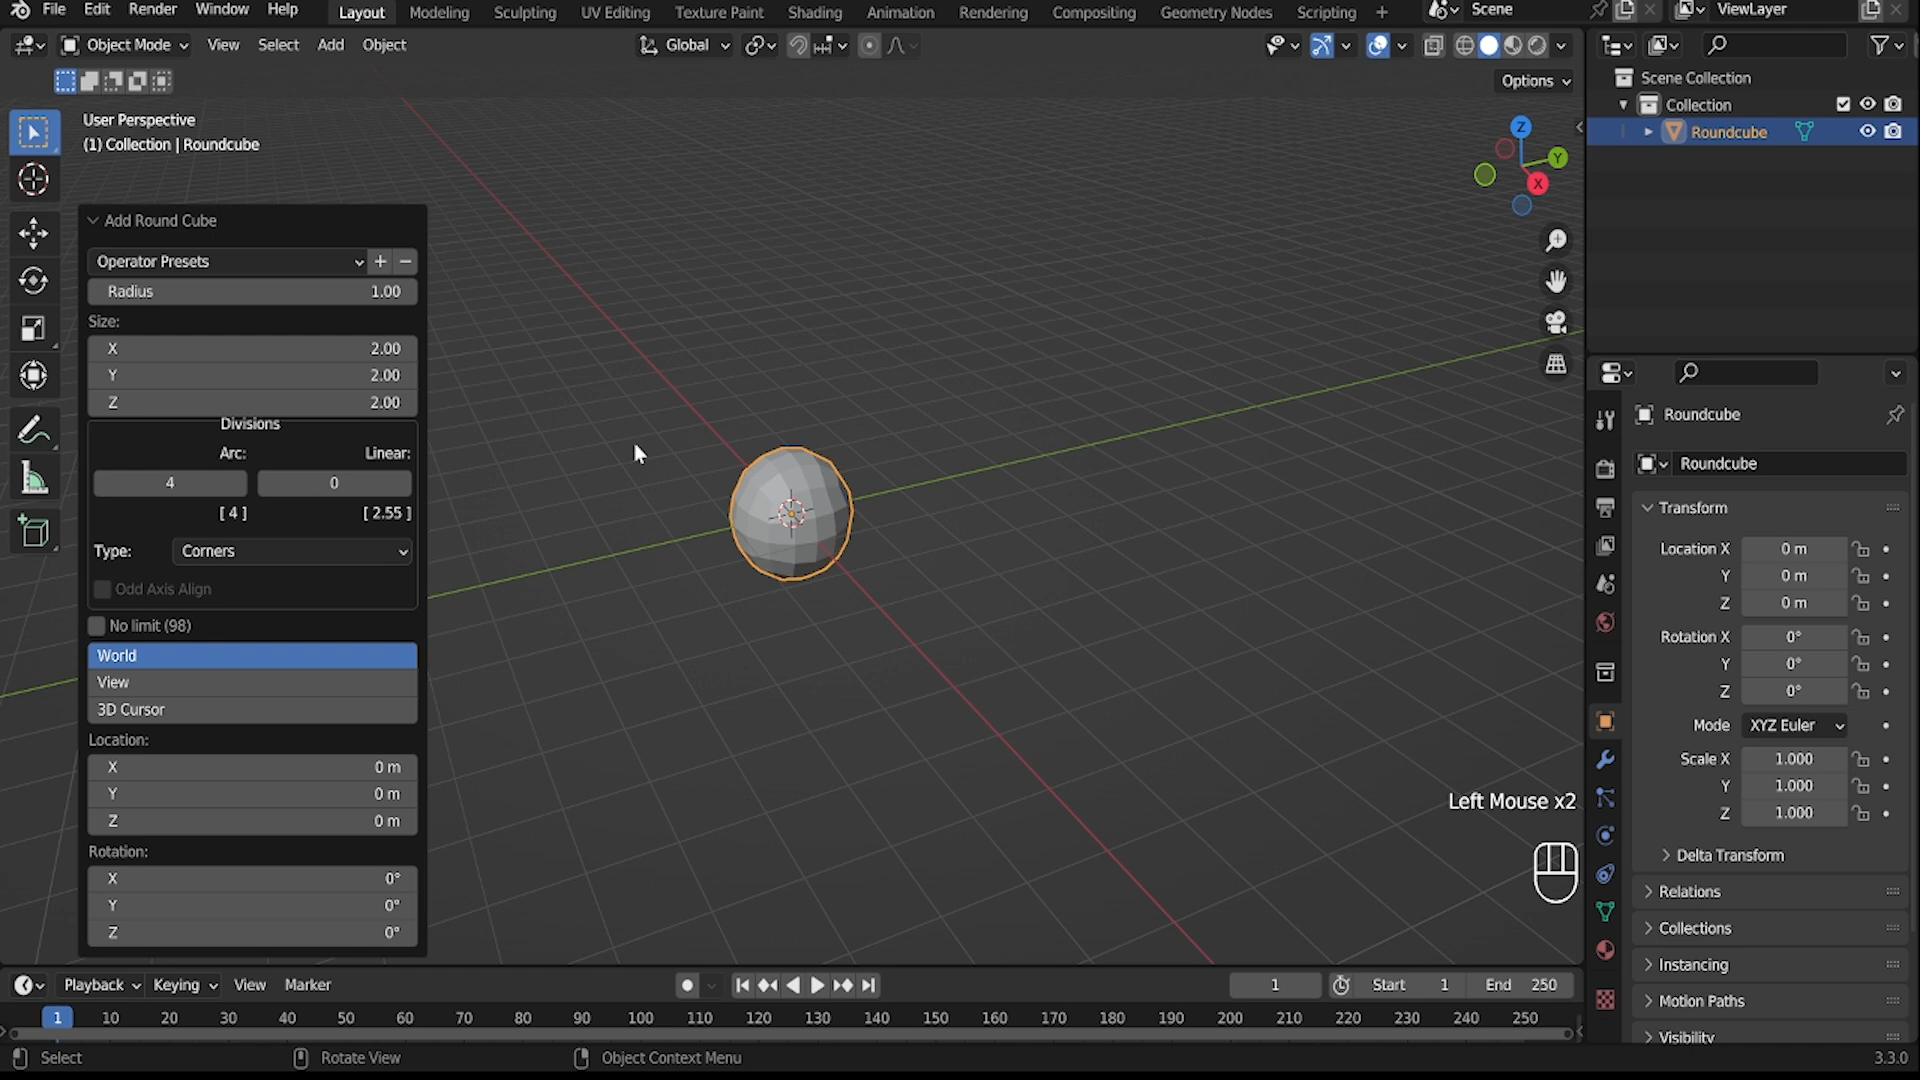 File Edit Render Window Help Layout Modeling Sculpting UV Editing Texture Paint Shading Animation Rendering Compositing Geometry Nodes Scripting + Scene ViewLayer
Object Mode View Select Add Object Global
Options
User Perspective
(1) Collection | Roundcube
Scene Collection
Collection
Roundcube
Z
Y
X
Add Round Cube
Operator Presets + −
Radius 1.00
Size:
X 2.00
Y 2.00
Z 2.00
Divisions
Arc: Linear:
4 0
[ 4 ] [ 2.55 ]
Type: Corners
Odd Axis Align
No limit (98)
World
View
3D Cursor
Location:
X 0 m
Y 0 m
Z 0 m
Rotation:
X 0°
Y 0°
Z 0°
Left Mouse x2
Roundcube
Roundcube
Transform
Location X 0 m
Y 0 m
Z 0 m
Rotation X 0°
Y 0°
Z 0°
Mode XYZ Euler
Scale X 1.000
Y 1.000
Z 1.000
Delta Transform
Relations
Collections
Instancing
Motion Paths
Visibility
Playback Keying View Marker 1 Start 1 End 250
1 10 20 30 40 50 60 70 80 90 100 110 120 130 140 150 160 170 180 190 200 210 220 230 240 250
Select Rotate View Object Context Menu 3.3.0